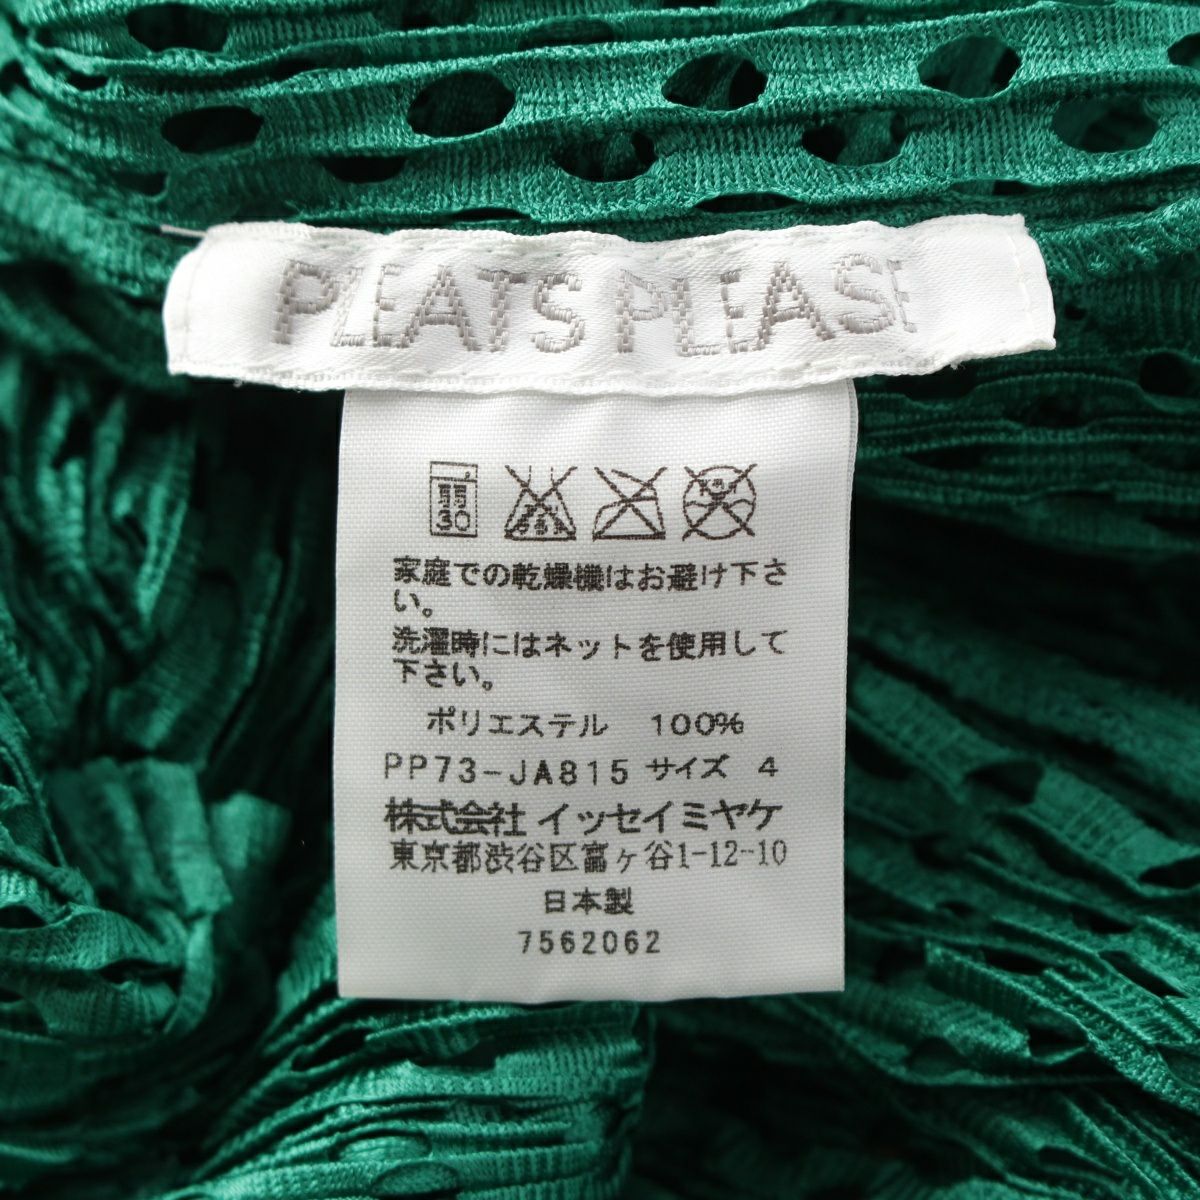 PLEATS PLEASE
弱
30
家庭での乾燥機はお避け下さ
い。
洗濯時にはネットを使用して
下さい。
ポリエステル 100%
PP73-JA815 サイズ 4
株式会社 イッセイミヤケ
東京都渋谷区富ヶ谷1-12-10
日本製
7562062